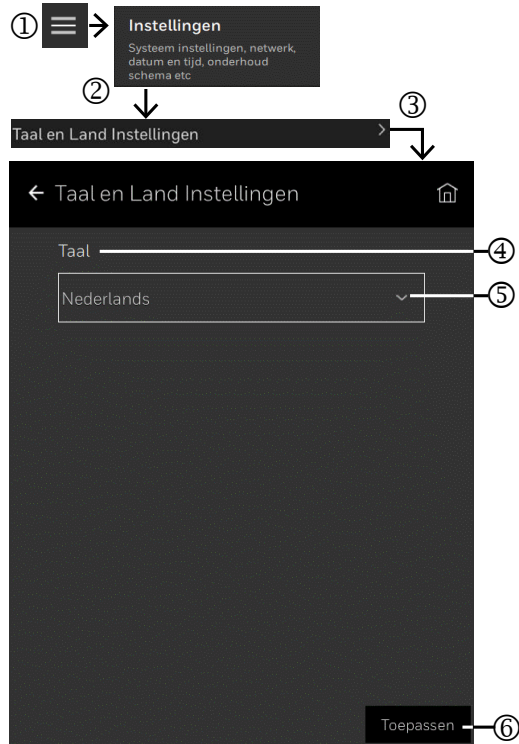 ① Instellingen
Systeem instellingen, netwerk,
datum en tijd, onderhoud
schema etc
②
③
Taal en Land Instellingen
Taal en Land Instellingen
Taal ④
Nederlands ⑤
Toepassen ⑥